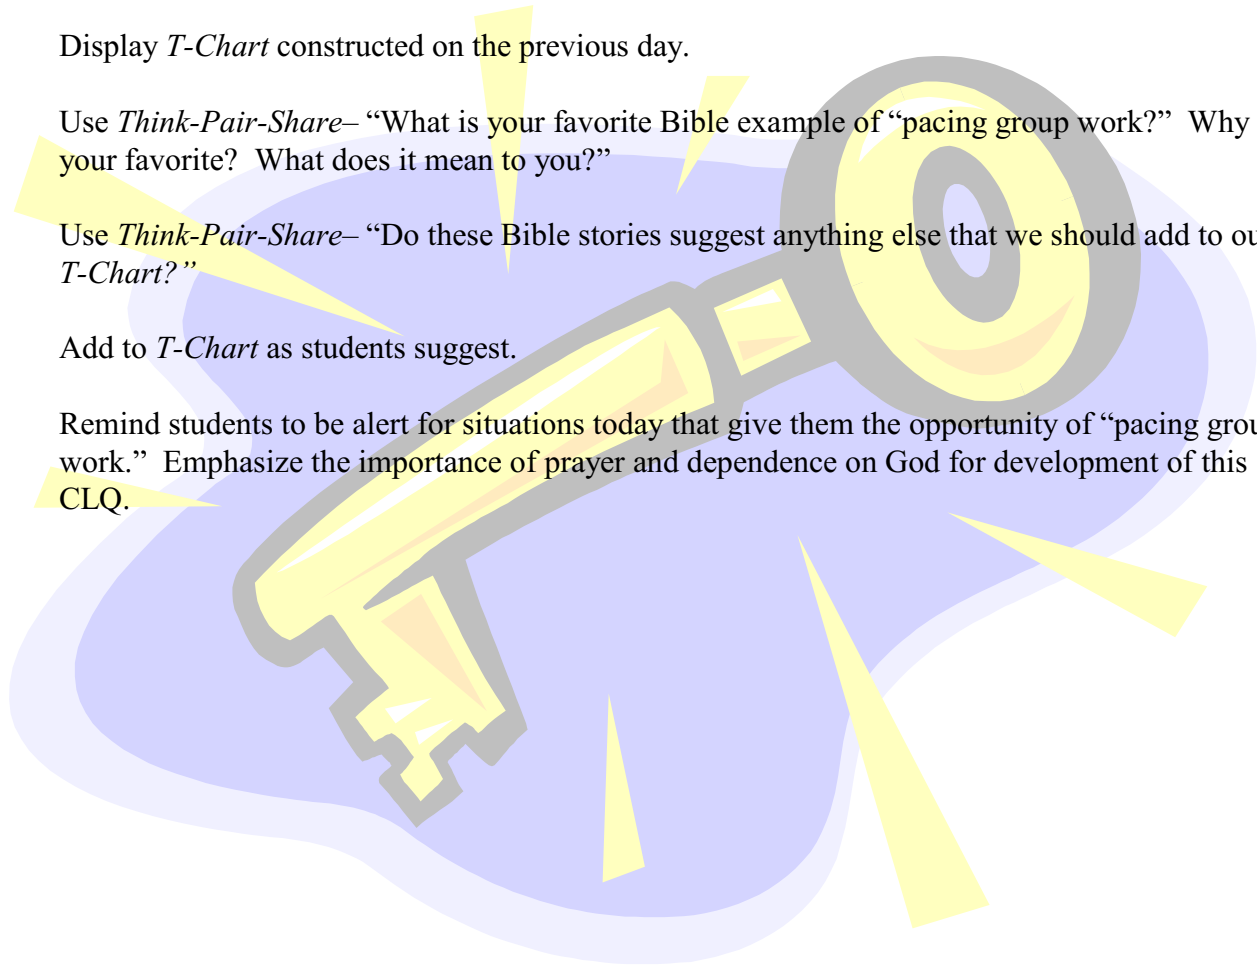 Display T-Chart constructed on the previous day.
Use Think-Pair-Share– “What is your favorite Bible example of “pacing group work?” Why
your favorite? What does it mean to you?”
Use Think-Pair-Share– “Do these Bible stories suggest anything else that we should add to ou
T-Chart?”
Add to T-Chart as students suggest.
Remind students to be alert for situations today that give them the opportunity of “pacing grou
work.” Emphasize the importance of prayer and dependence on God for development of this
CLQ.